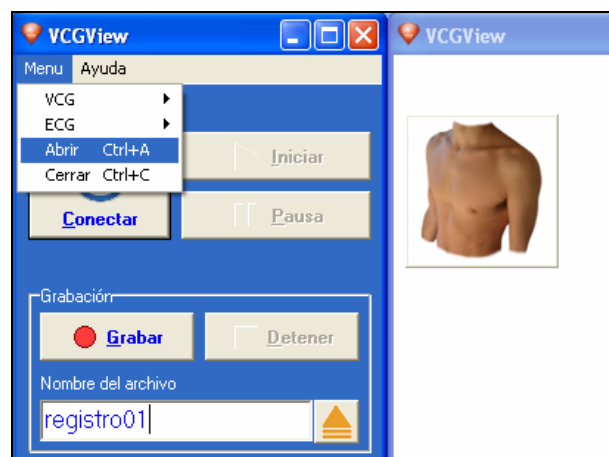 VCGView
Menu Ayuda
VCG
ECG
Abrir Ctrl+A
Cerrar Ctrl+C
Iniciar
Conectar
Pausa
Grabación
Grabar
Detener
Nombre del archivo
registro01
VCGView